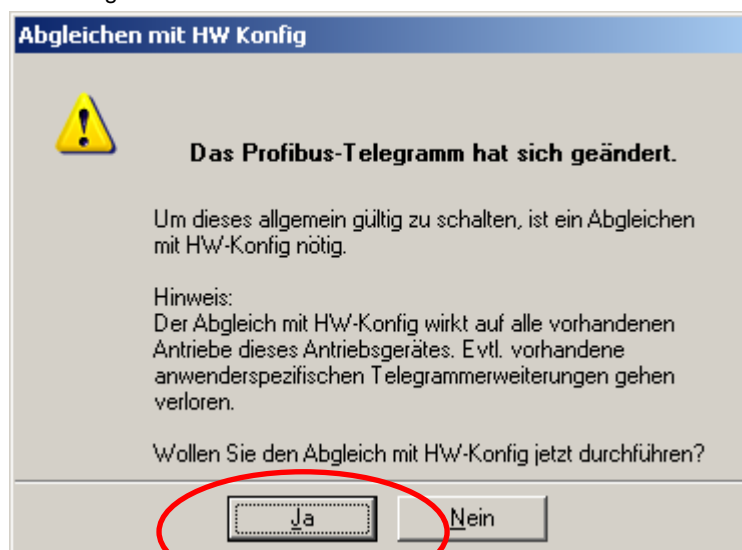 Abgleichen mit HW Konfig
Das Profibus-Telegramm hat sich geändert.
Um dieses allgemein gültig zu schalten, ist ein Abgleichen
mit HW-Konfig nötig.
Hinweis:
Der Abgleich mit HW-Konfig wirkt auf alle vorhandenen
Antriebe dieses Antriebsgerätes. Evtl. vorhandene
anwenderspezifischen Telegrammerweiterungen gehen
verloren.
Wollen Sie den Abgleich mit HW-Konfig jetzt durchführen?
Ja
Nein